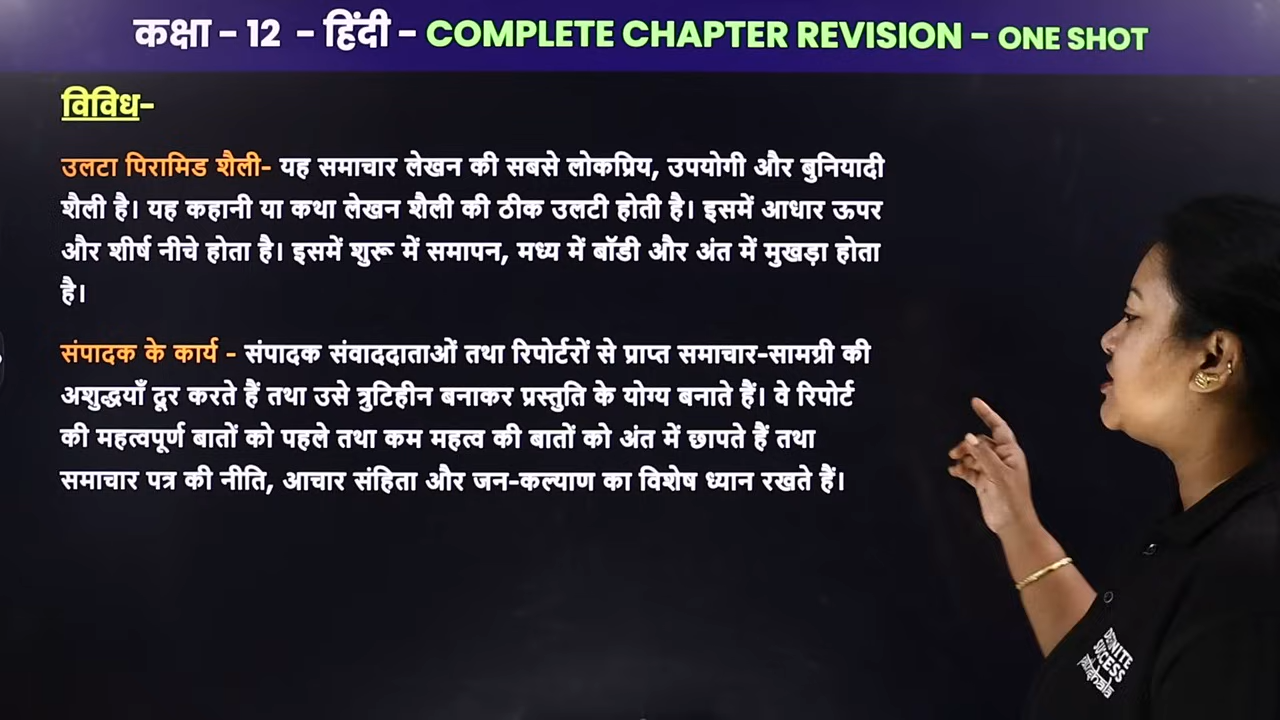 कक्षा - 12 - हिंदी - COMPLETE CHAPTER REVISION - ONE SHOT
विविध-
उलटा पिरामिड शैली- यह समाचार लेखन की सबसे लोकप्रिय, उपयोगी और बुनियादी
शैली है। यह कहानी या कथा लेखन शैली की ठीक उलटी होती है। इसमें आधार ऊपर
और शीर्ष नीचे होता है। इसमें शुरू में समापन, मध्य में बॉडी और अंत में मुखड़ा होता
है।
संपादक के कार्य - संपादक संवाददाताओं तथा रिपोर्टरों से प्राप्त समाचार-सामग्री की
अशुद्धयाँ दूर करते हैं तथा उसे त्रुटिहीन बनाकर प्रस्तुति के योग्य बनाते हैं। वे रिपोर्ट
की महत्वपूर्ण बातों को पहले तथा कम महत्व की बातों को अंत में छापते हैं तथा
समाचार पत्र की नीति, आचार संहिता और जन-कल्याण का विशेष ध्यान रखते हैं।
DEFINITE
SUCCESS
pathshala